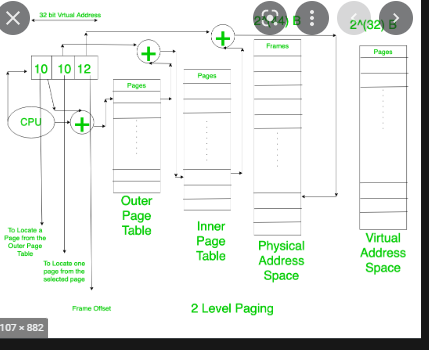 32 bit Virtual Address
2^(32) B
Frames
Pages
10 10 12
Pages
Pages
CPU
Outer
Page
Table
Inner
Page
Table
Physical
Address
Space
Virtual
Address
Space
To Locate a
Page from the
Outer Page
Table
To Locate one
page from the
selected page
Frame Offset
2 Level Paging
107 × 882